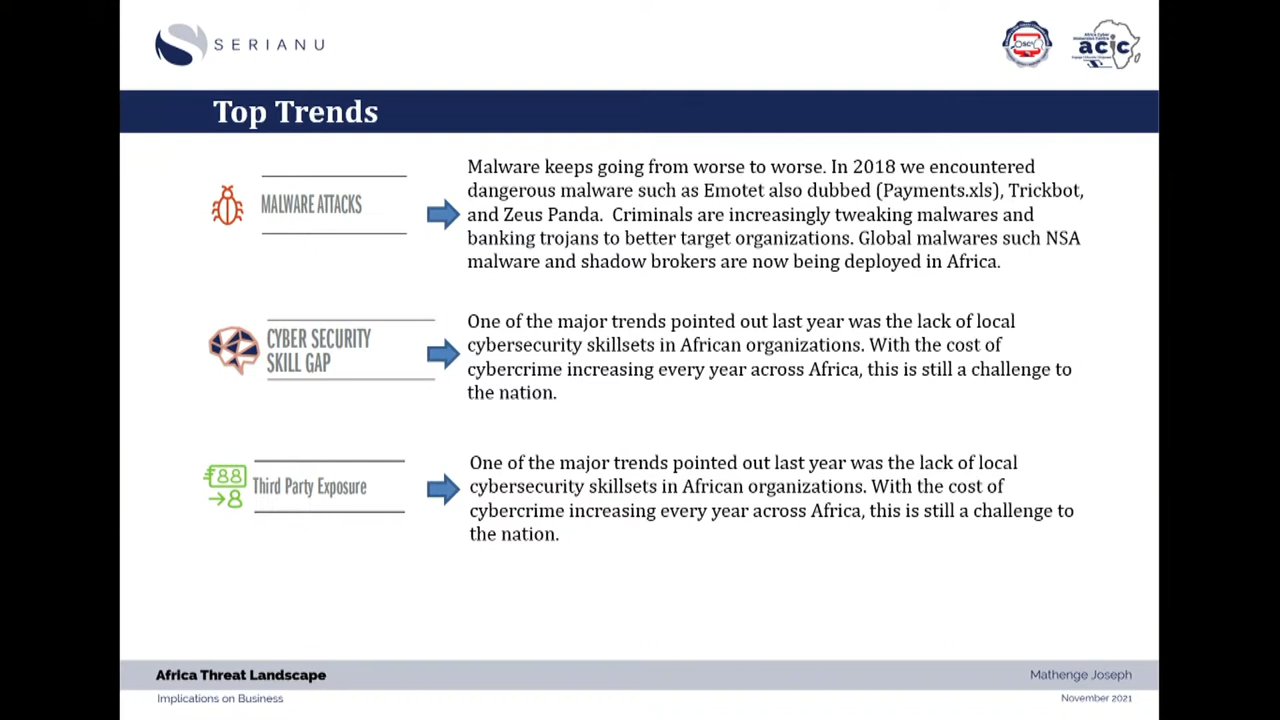 SERIANU
acic
Top Trends
MALWARE ATTACKS
Malware keeps going from worse to worse. In 2018 we encountered
dangerous malware such as Emotet also dubbed (Payments.xls), Trickbot,
and Zeus Panda. Criminals are increasingly tweaking malwares and
banking trojans to better target organizations. Global malwares such NSA
malware and shadow brokers are now being deployed in Africa.
CYBER SECURITY
SKILL GAP
One of the major trends pointed out last year was the lack of local
cybersecurity skillsets in African organizations. With the cost of
cybercrime increasing every year across Africa, this is still a challenge to
the nation.
Third Party Exposure
One of the major trends pointed out last year was the lack of local
cybersecurity skillsets in African organizations. With the cost of
cybercrime increasing every year across Africa, this is still a challenge to
the nation.
Africa Threat Landscape
Mathenge Joseph
Implications on Business
November 2021